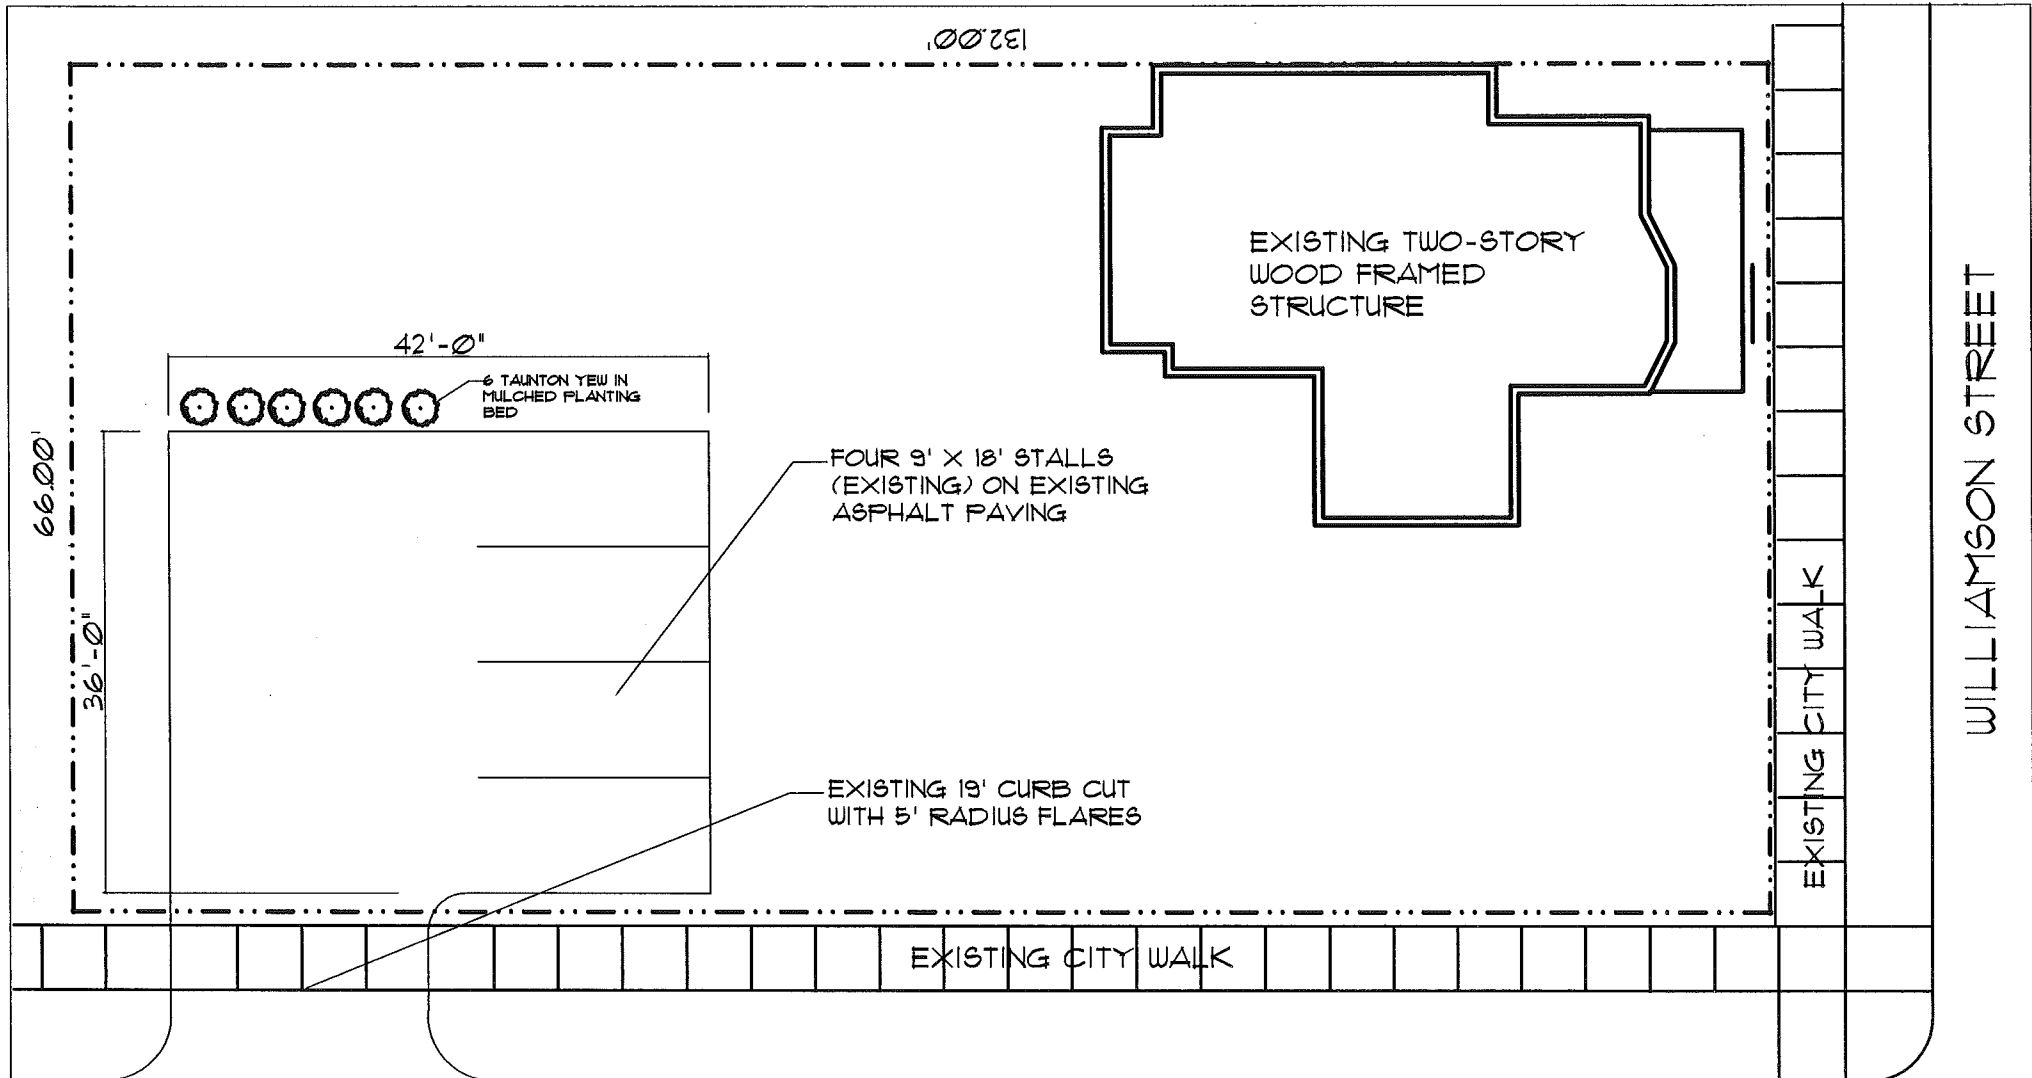 132.00'
EXISTING TWO-STORY
WOOD FRAMED
STRUCTURE
42'-0"
6 TAUNTON YEW IN
MULCHED PLANTING
BED
66.00'
36'-0"
FOUR 9' X 18' STALLS
(EXISTING) ON EXISTING
ASPHALT PAVING
EXISTING 19' CURB CUT
WITH 5' RADIUS FLARES
EXISTING CITY WALK
EXISTING CITY WALK
WILLIAMSON STREET